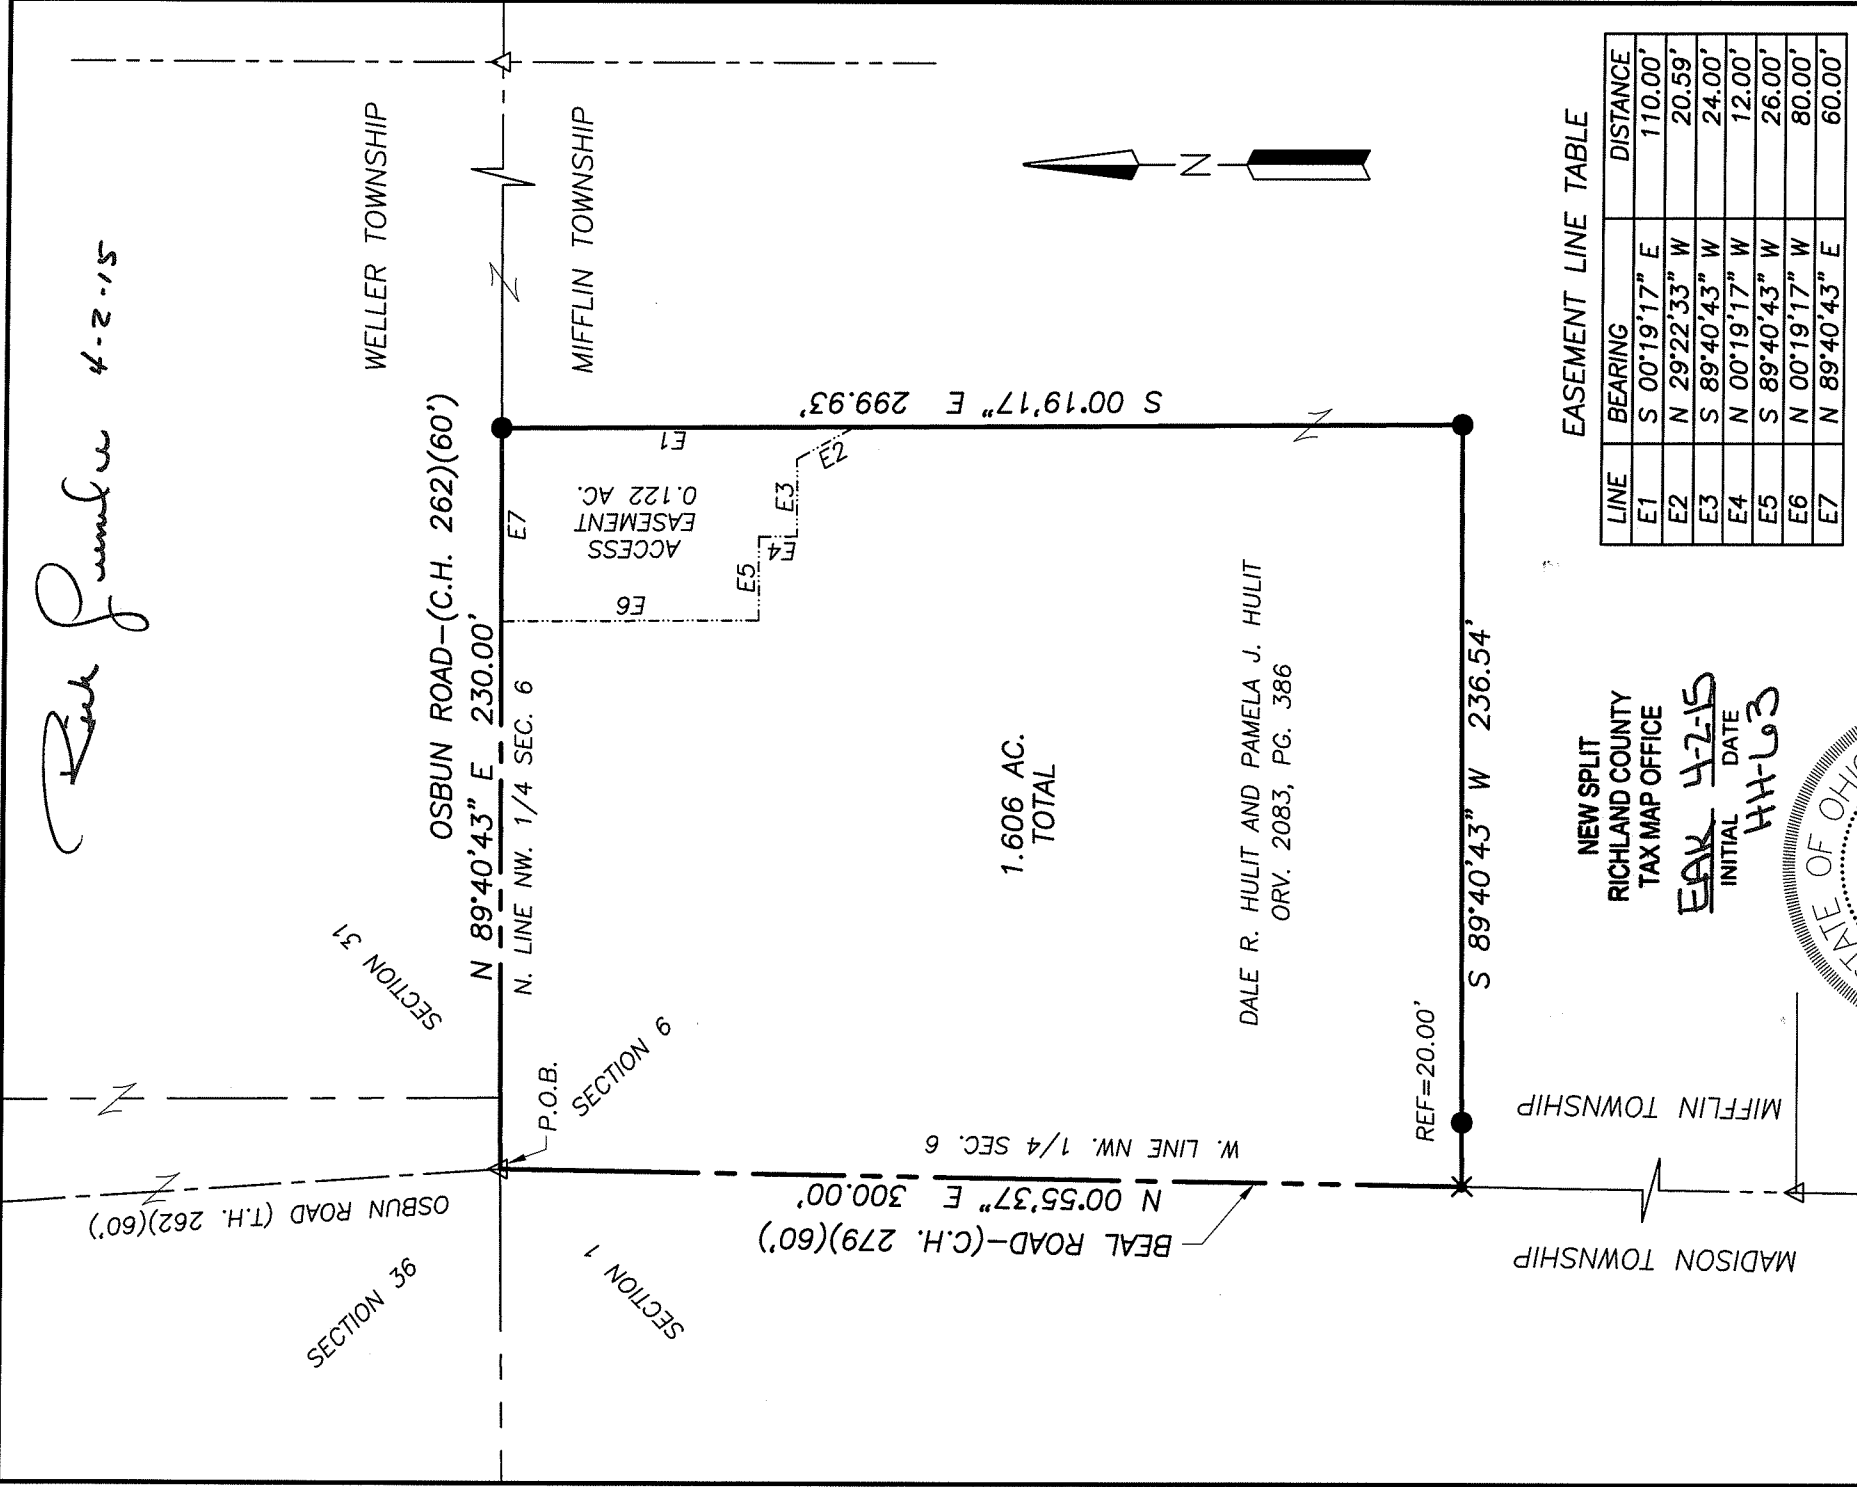 4-2-15
WELLER TOWNSHIP
MIFFLIN TOWNSHIP
OSBUN ROAD-(C.H. 262)(60')
N 89°40'43" E 230.00'
N. LINE NW. 1/4 SEC. 6
SECTION 31
SECTION 36
SECTION 1
SECTION 6
P.O.B.
OSBUN ROAD (T.H. 262)(60')
E7
E1
ACCESS
EASEMENT
0.122 AC.
E2
E3
E4
E5
E6
S 00°19'17" E 299.93'
N
W. LINE NW. 1/4 SEC. 6
N 00°55'37" E 300.00'
BEAL ROAD-(C.H. 279)(60')
1.606 AC.
TOTAL
DALE R. HULIT AND PAMELA J. HULIT
ORV. 2083, PG. 386
REF=20.00'
S 89°40'43" W 236.54'
MIFFLIN TOWNSHIP
MADISON TOWNSHIP
NEW SPLIT
RICHLAND COUNTY
TAX MAP OFFICE
EAK 4-2-15
INITIAL DATE
HH-63
STATE OF OHIO
EASEMENT LINE TABLE
LINE BEARING DISTANCE
E1 S 00°19'17" E 110.00'
E2 N 29°22'33" W 20.59'
E3 S 89°40'43" W 24.00'
E4 N 00°19'17" W 12.00'
E5 S 89°40'43" W 26.00'
E6 N 00°19'17" W 80.00'
E7 N 89°40'43" E 60.00'